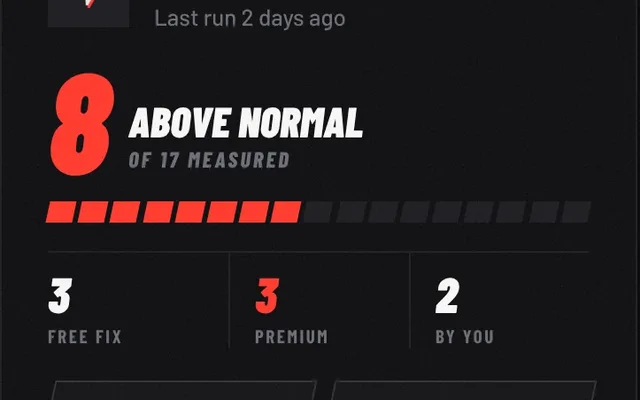 Last run 2 days ago
8
ABOVE NORMAL
OF 17 MEASURED
3
FREE FIX
3
PREMIUM
2
BY YOU